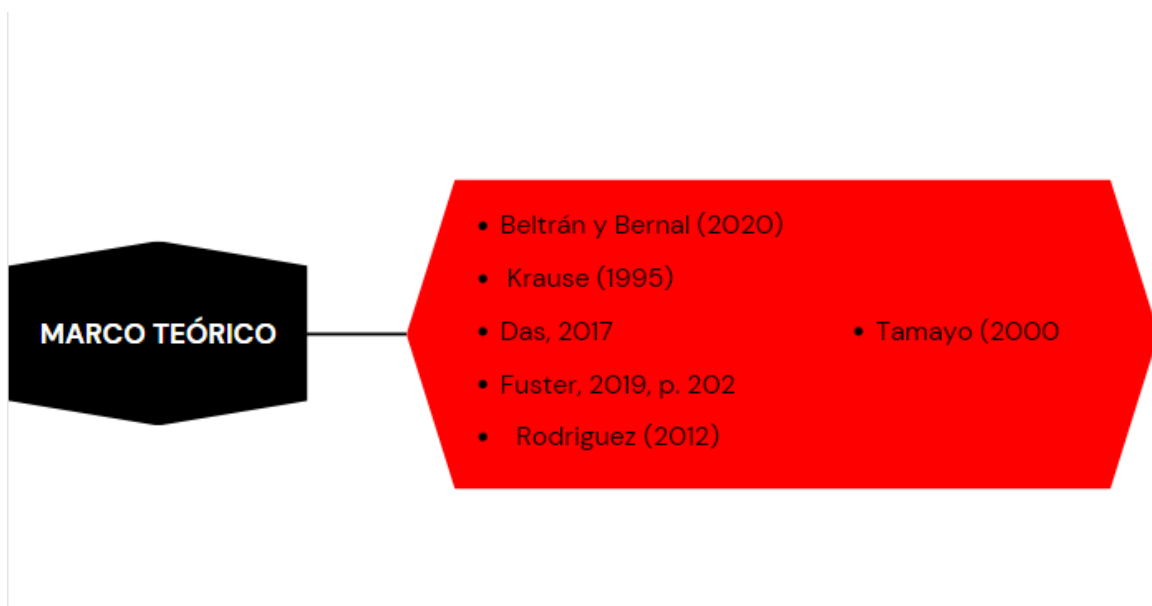 MARCO TEÓRICO
• Beltrán y Bernal (2020)
• Krause (1995)
• Das, 2017
• Fuster, 2019, p. 202
• Rodriguez (2012)
• Tamayo (2000